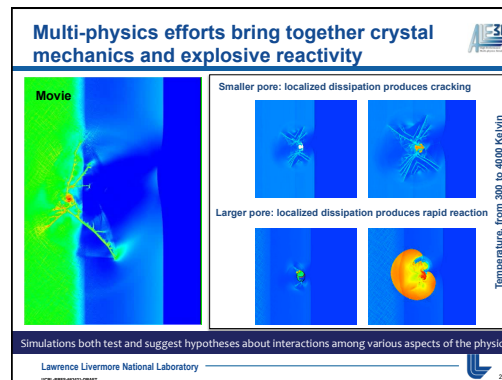 Multi-physics efforts bring together crystal
mechanics and explosive reactivity
Movie
Smaller pore: localized dissipation produces cracking
Larger pore: localized dissipation produces rapid reaction
Temperature, from 300 to 4000 Kelvin
Simulations both test and suggest hypotheses about interactions among various aspects of the physic
Lawrence Livermore National Laboratory
2